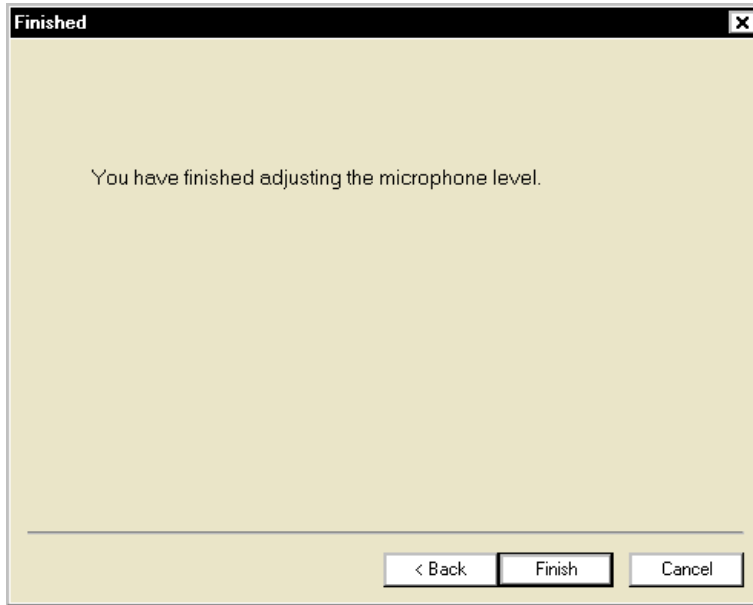 Finished
You have finished adjusting the microphone level.
< Back
Finish
Cancel